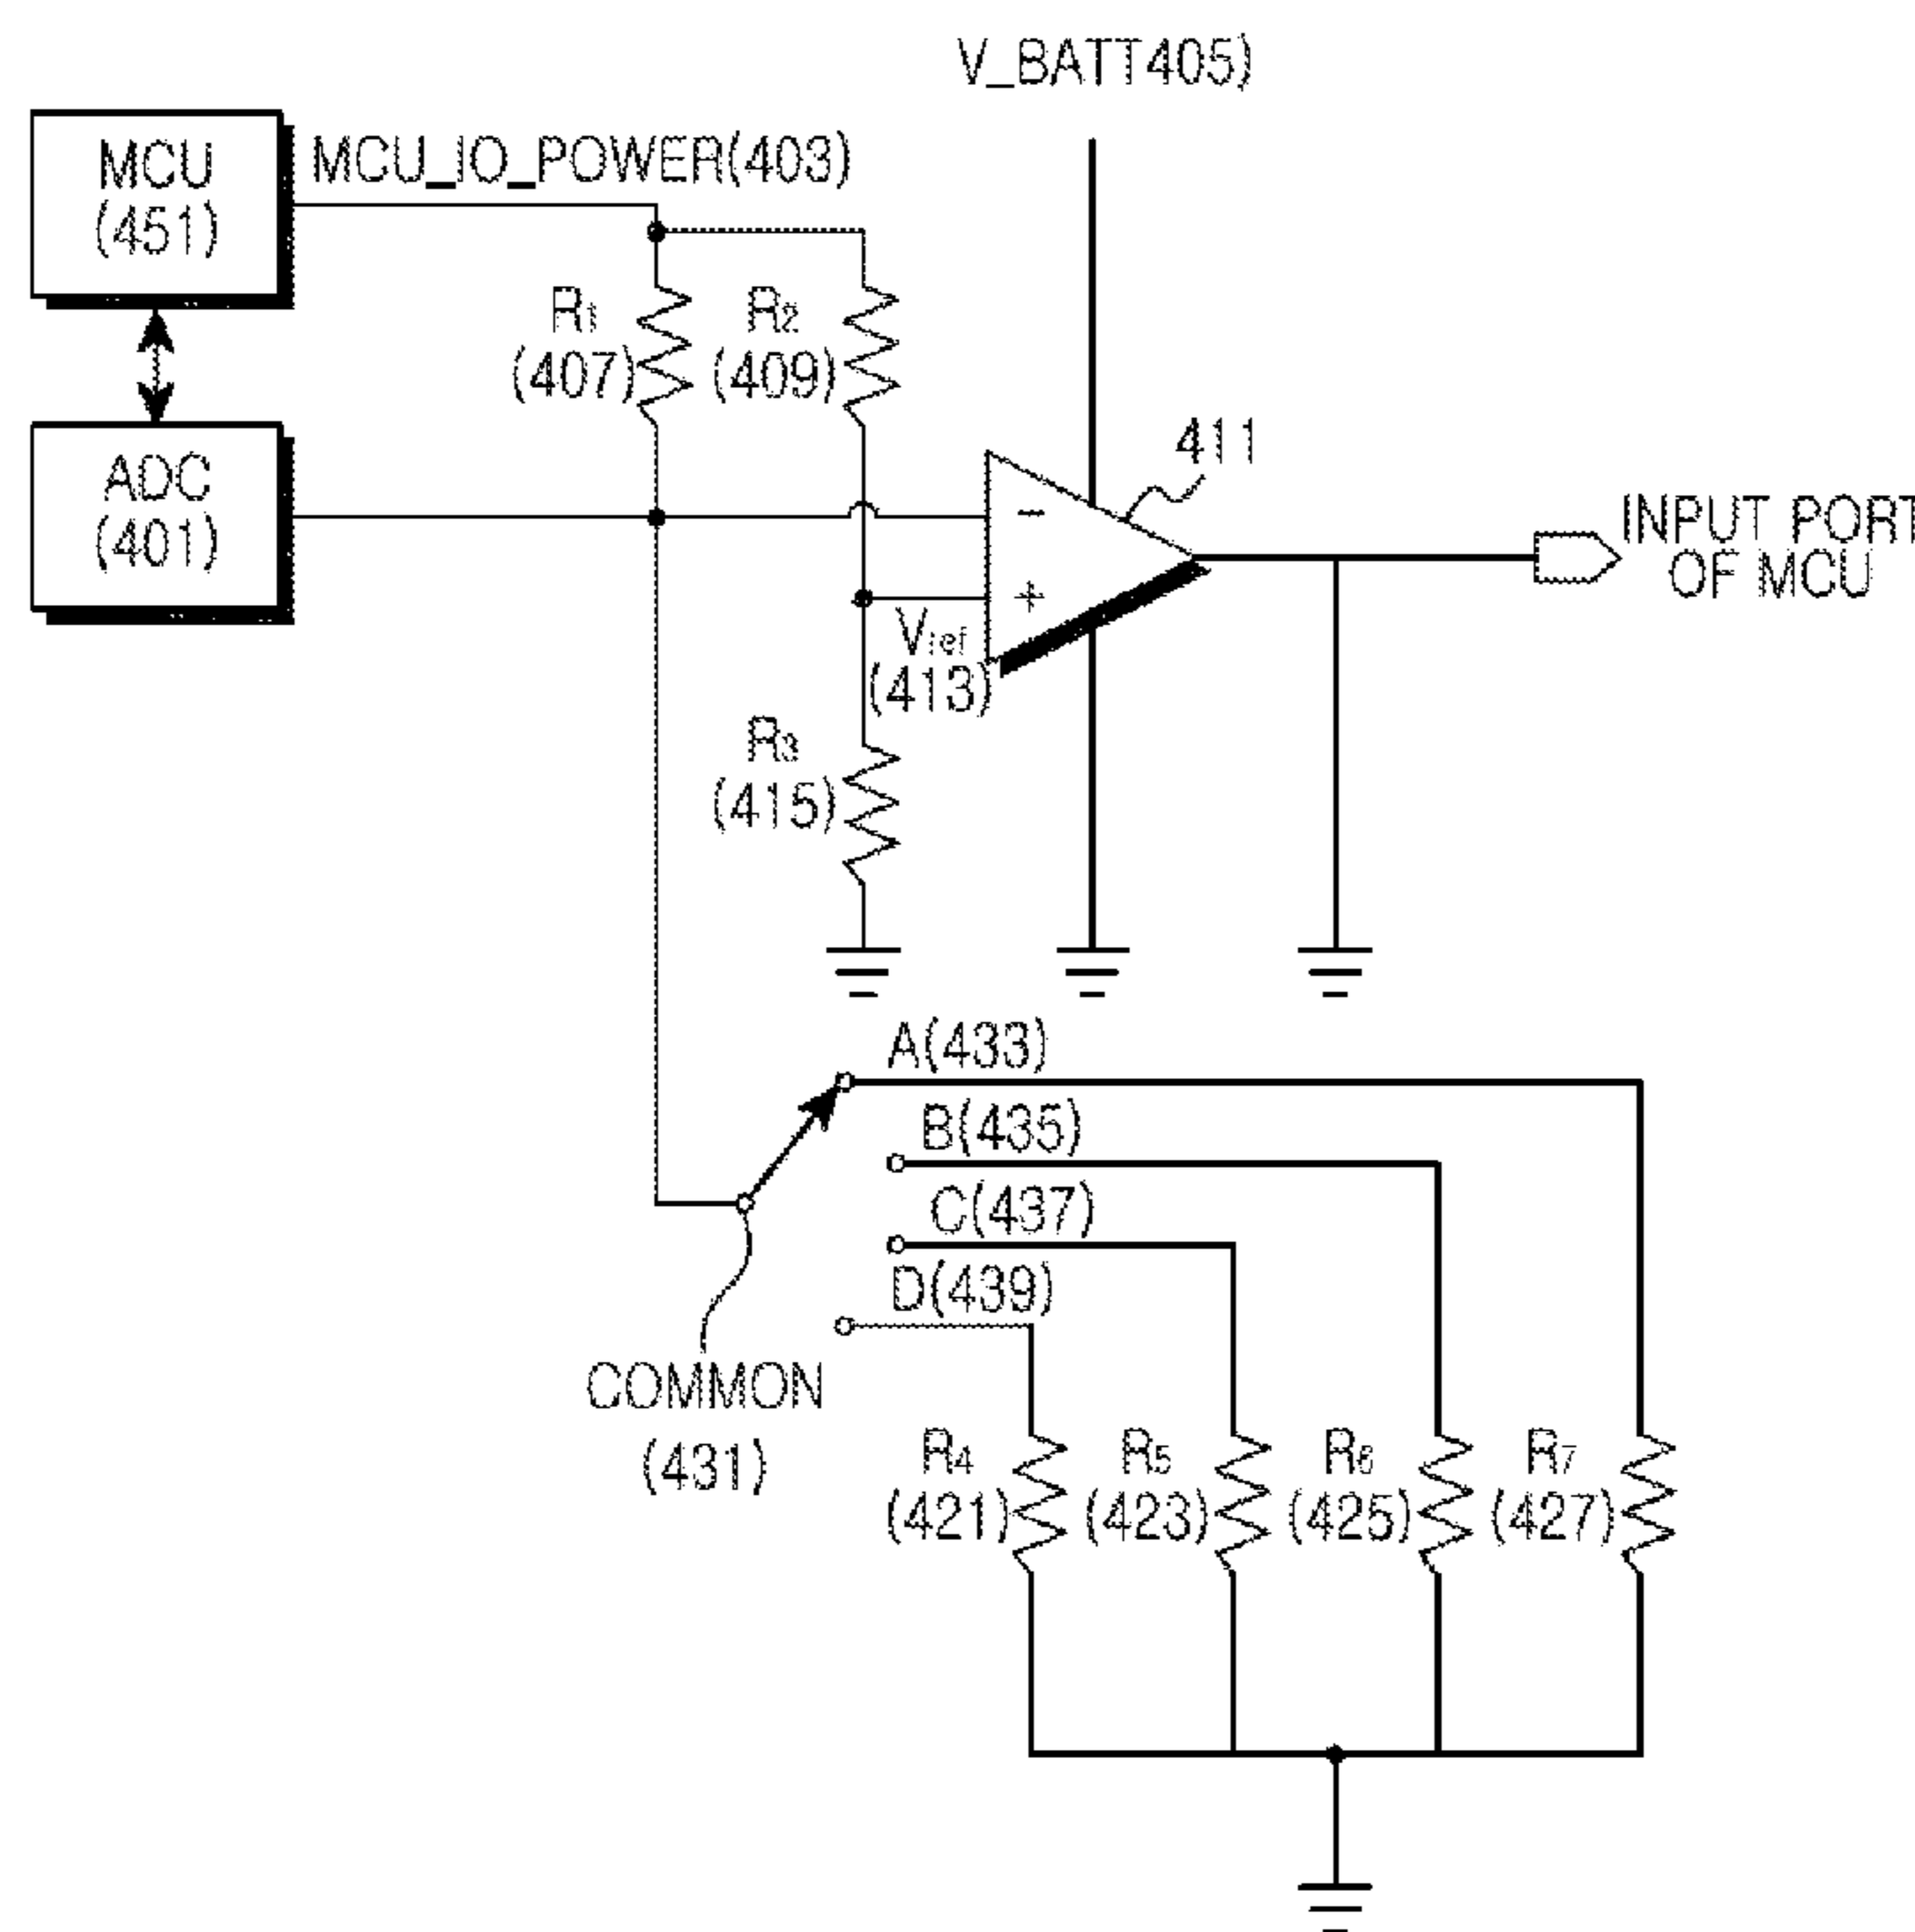 V_BATT405)
MCU
(451)
MCU_IO_POWER(403)
R1
(407)
R2
(409)
ADC
(401)
411
-
+
INPUT PORT
OF MCU
Vref
(413)
R3
(415)
A(433)
B(435)
C(437)
D(439)
COMMON
(431)
R4
(421)
R5
(423)
R6
(425)
R7
(427)